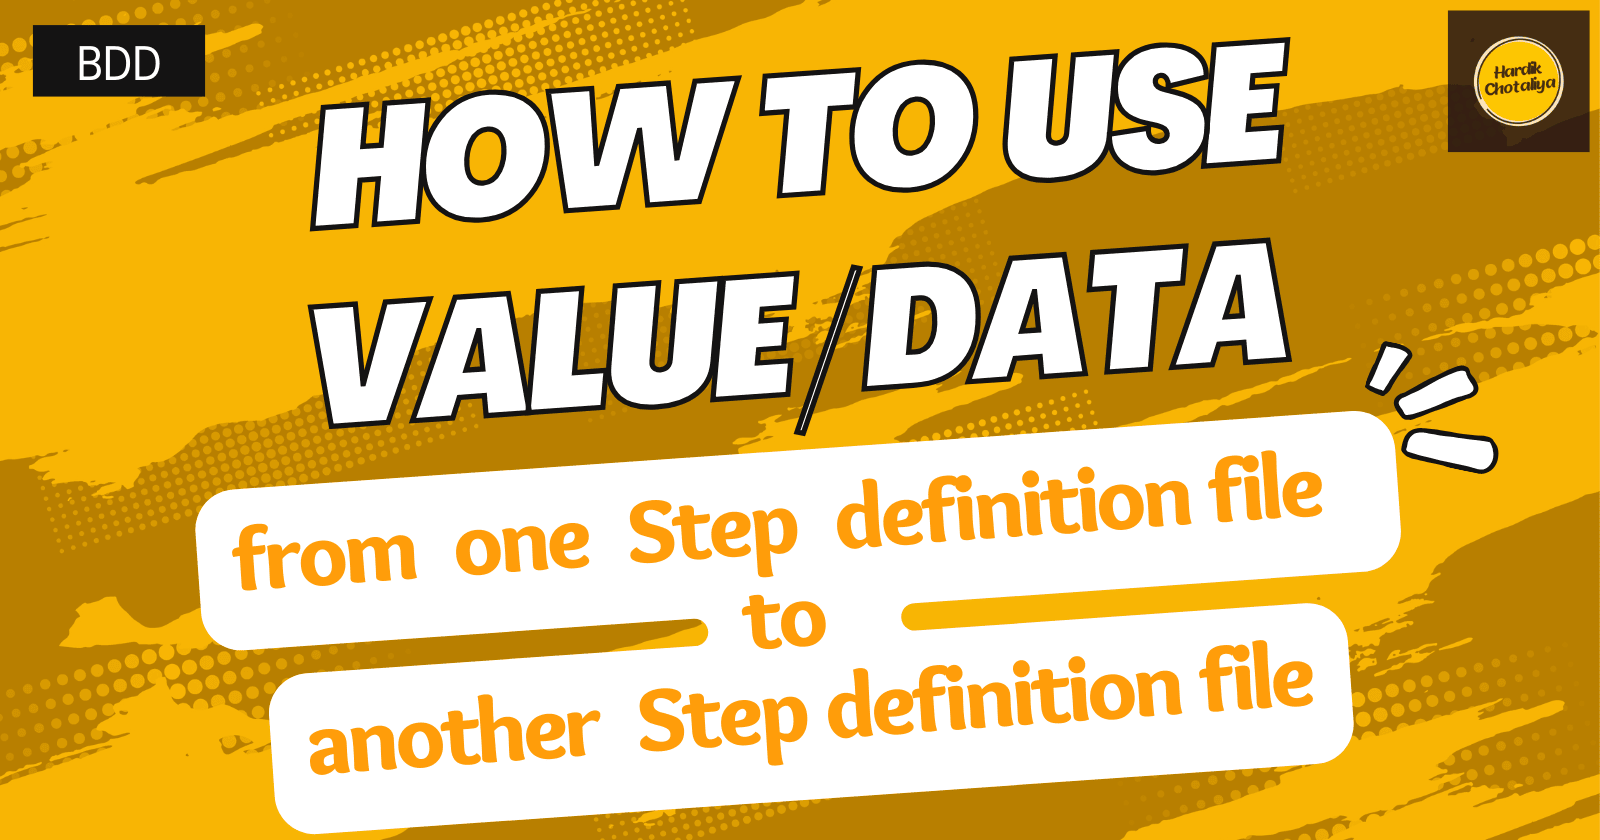 BDD
Hardik
Chotaliya
HOW TO USE
VALUE/DATA
from one Step definition file
to
another Step definition file